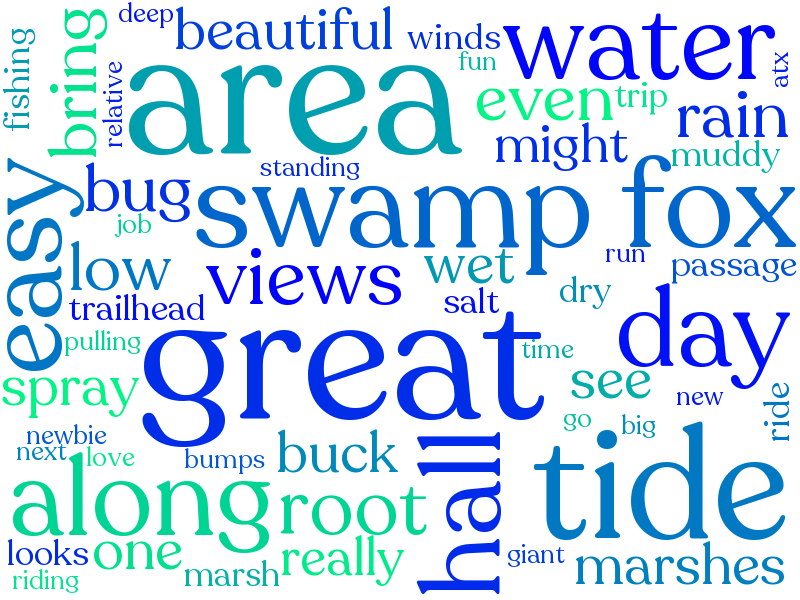 deep
beautiful
winds
water
fishing
bring
relative
area
fun
atx
even
trip
rain
might
muddy
standing
easy
bug
job
swamp fox
low
views
wet
run
passage
trailhead
salt
dry
day
pulling
great
time
spray
see
new
ride
newbie
next
love
bumps
buck
hall
go
big
tide
along
root
looks
one
really
giant
marshes
riding
marsh